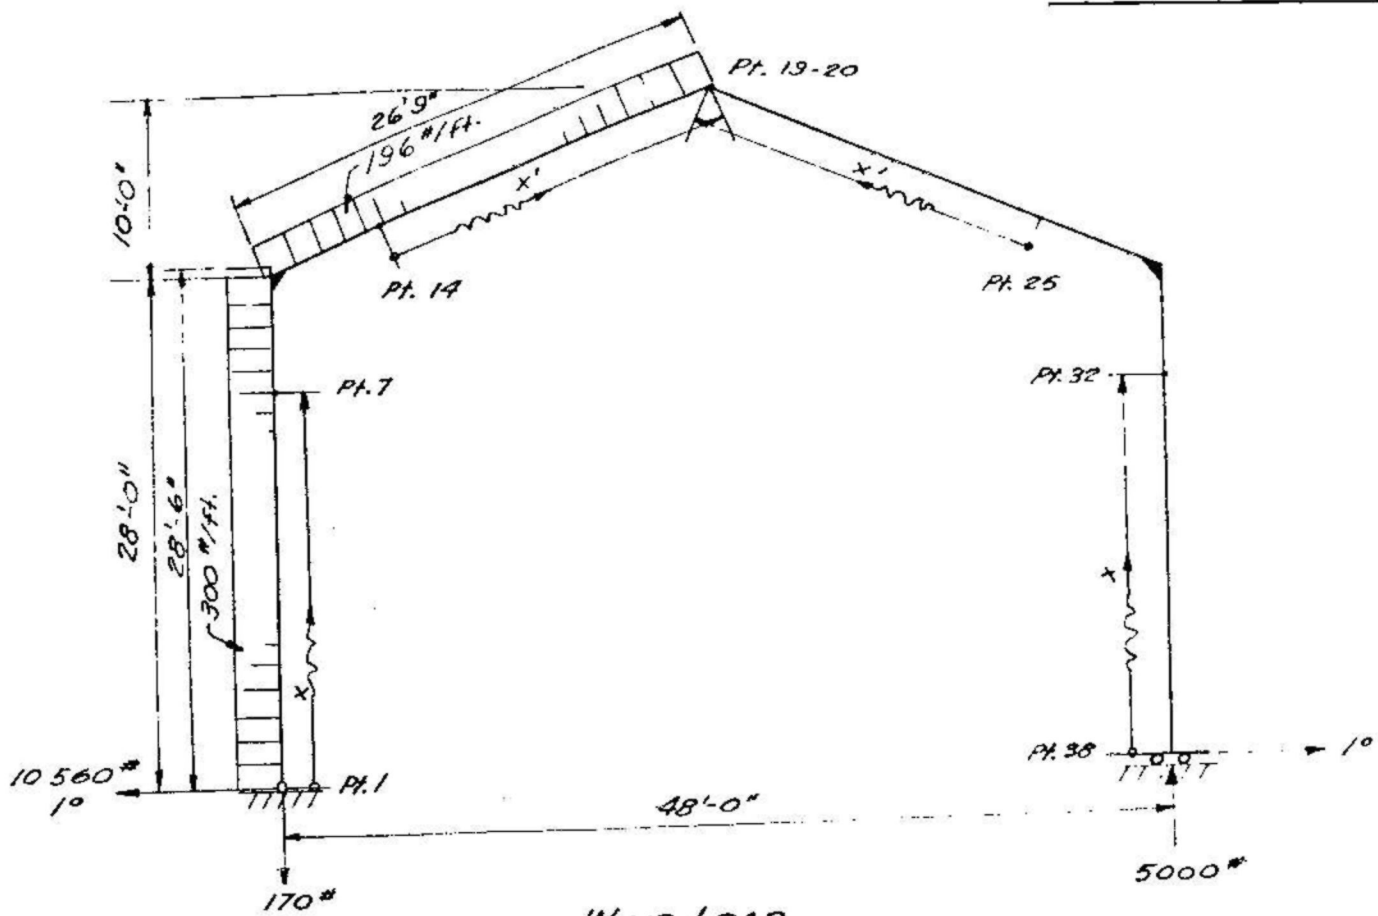 Pt. 19-20
26'9"
196 #/ft.
10'-0"
x'
x'
Pt. 14
Pt. 25
Pt. 7
Pt. 32
28'-0"
28'-6"
300 #/ft.
x
x
10 560 #
1°
Pt. 1
Pt. 38
1°
48'-0"
170 #
5000 #